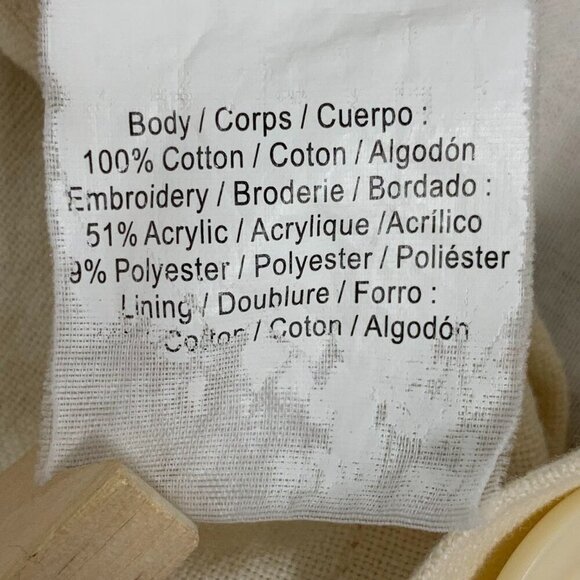 Body / Corps / Cuerpo :
100% Cotton / Coton / Algodón
Embroidery / Broderie / Bordado :
51% Acrylic / Acrylique /Acrílico
9% Polyester / Polyester / Poliéster
Lining / Doublure / Forro :
Cotton / Coton / Algodón